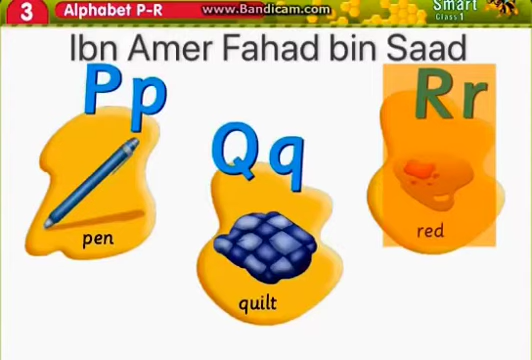 3 Alphabet P-R
www.Bandicam.com
Smart
Class 1
Ibn Amer Fahad bin Saad
Pp
Qq
Rr
pen
quilt
red